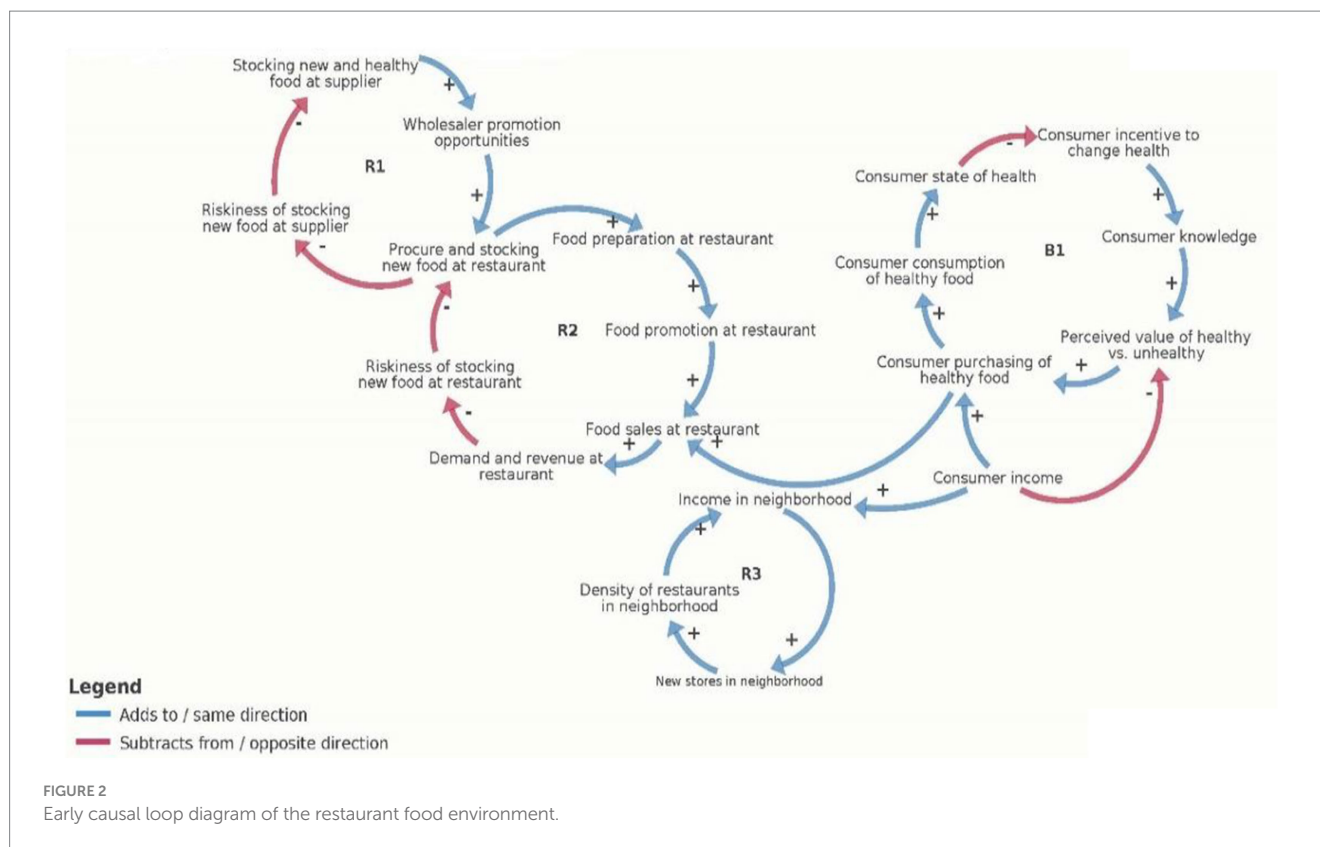 Stocking new and healthy
food at supplier
+
Wholesaler promotion
opportunities
-
R1
+
Riskiness of stocking
new food at supplier
-
Procure and stocking
new food at restaurant
+
Food preparation at restaurant
+
-
R2
Food promotion at restaurant
Riskiness of stocking
new food at restaurant
+
-
Food sales at restaurant
+
+
Demand and revenue at
restaurant
Consumer incentive to
change health
-
Consumer state of health
+
+
Consumer knowledge
B1
Consumer consumption
of healthy food
+
+
Perceived value of healthy
vs. unhealthy
Consumer purchasing of
healthy food
+
-
+
Consumer income
+
Income in neighborhood
+
R3
Density of restaurants
in neighborhood
+
+
New stores in neighborhood
Legend
Adds to / same direction
Subtracts from / opposite direction
FIGURE 2
Early causal loop diagram of the restaurant food environment.